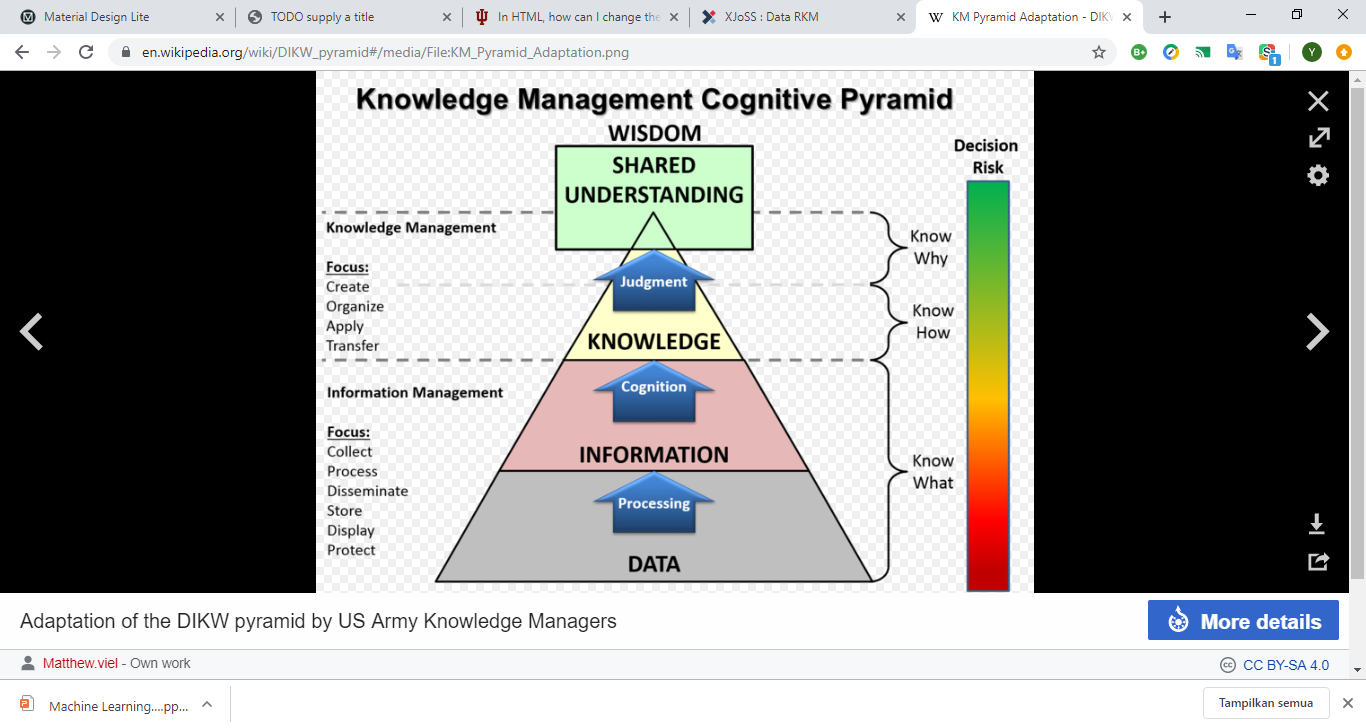 Material Design Lite
TODO supply a title
In HTML, how can I change the
XJoSS : Data RKM
KM Pyramid Adaptation - DIK
en.wikipedia.org/wiki/DIKW_pyramid#/media/File:KM_Pyramid_Adaptation.png
B+
G
S
1
Y
Knowledge Management Cognitive Pyramid
WISDOM
SHARED
UNDERSTANDING
Decision
Risk
Knowledge Management
Focus:
Create
Organize
Apply
Transfer
Judgment
KNOWLEDGE
Know
Why
Know
How
Information Management
Focus:
Collect
Process
Disseminate
Store
Display
Protect
Cognition
INFORMATION
Processing
DATA
Know
What
Adaptation of the DIKW pyramid by US Army Knowledge Managers
More details
Matthew.viel - Own work
CC BY-SA 4.0
Machine Learning....pp...
Tampilkan semua